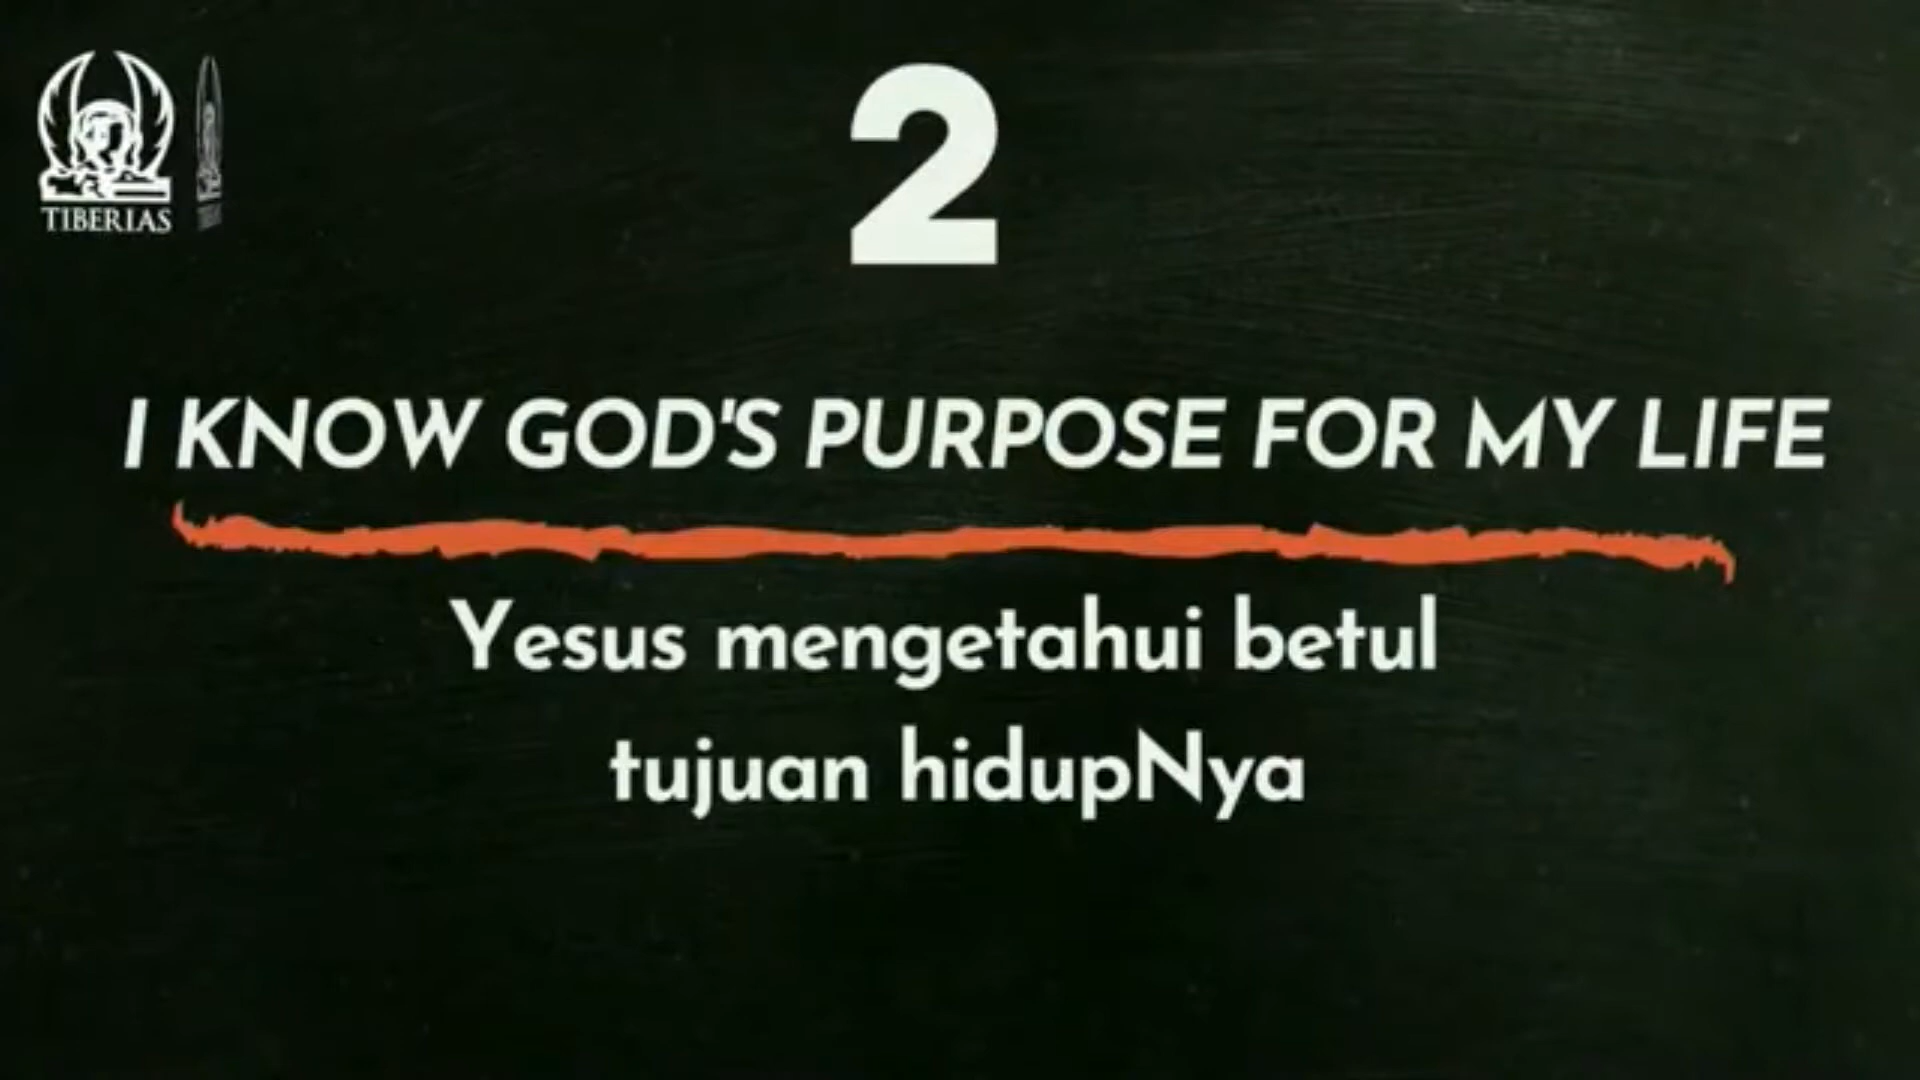 TIBERIAS
2
I KNOW GOD'S PURPOSE FOR MY LIFE
Yesus mengetahui betul
tujuan hidupNya